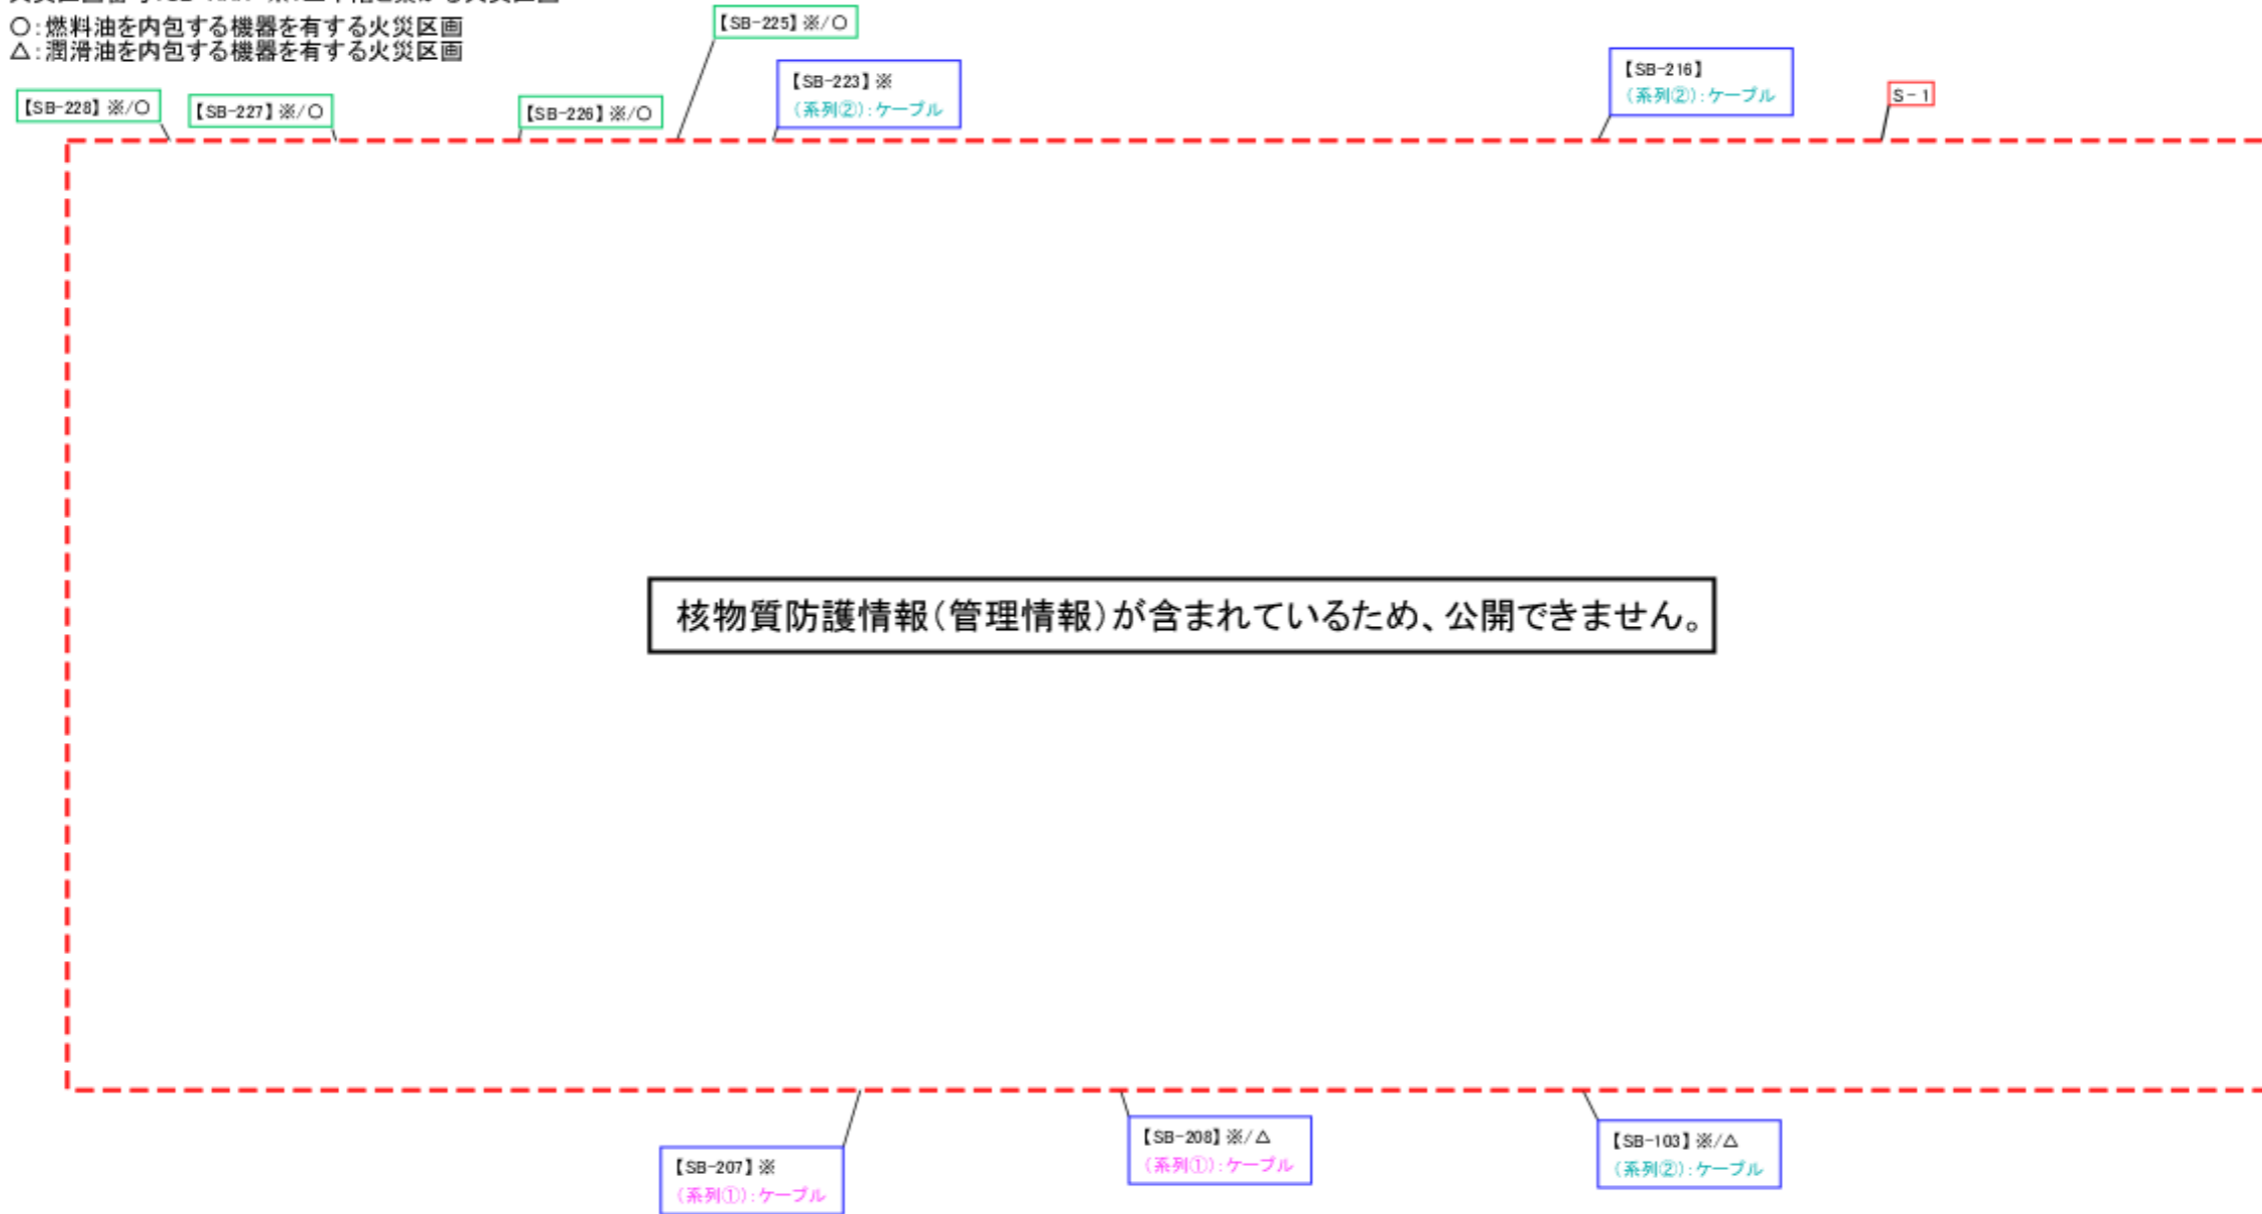 ○：燃料油を内包する機器を有する火災区画
△：潤滑油を内包する機器を有する火災区画
【SB-225】※/○
【SB-223】※
（系列②）：ケーブル
【SB-216】
（系列②）：ケーブル
S-1
【SB-228】※/○
【SB-227】※/○
【SB-226】※/○
核物質防護情報（管理情報）が含まれているため、公開できません。
【SB-207】※
（系列①）：ケーブル
【SB-208】※/△
（系列①）：ケーブル
【SB-103】※/△
（系列②）：ケーブル